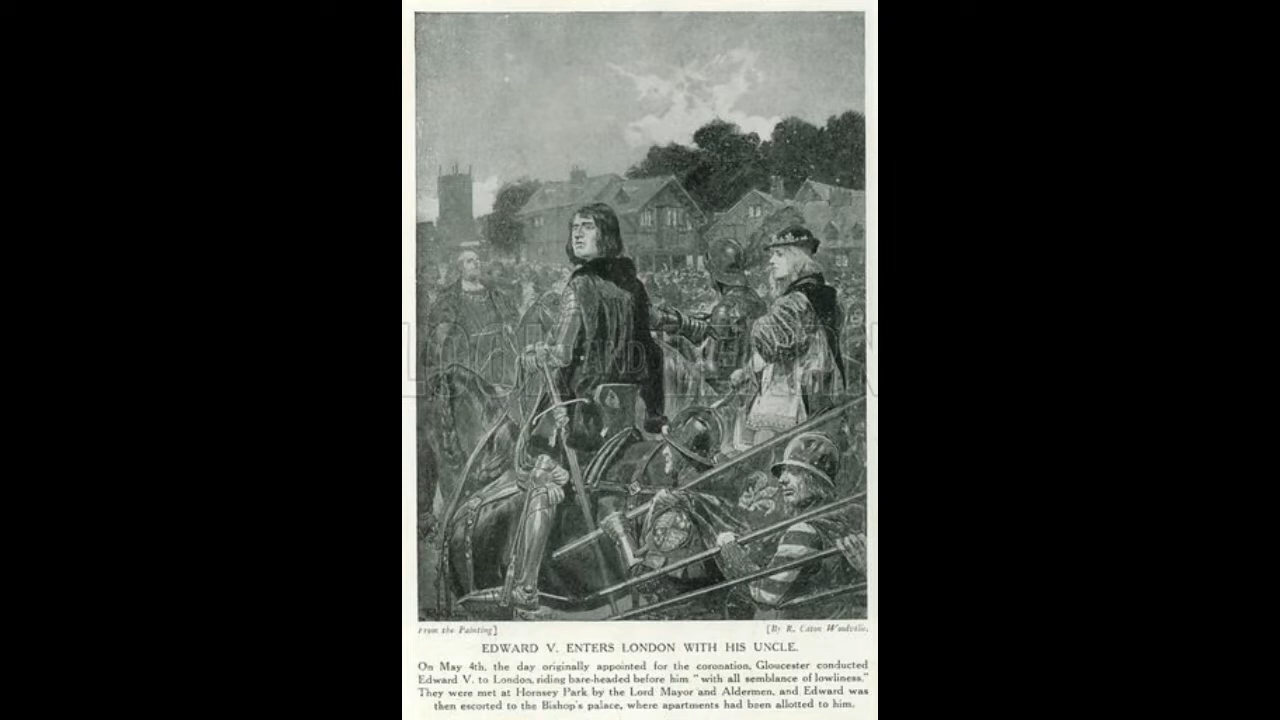 LOOK AND LEARN
From the Painting]
[By R. Caton Woodville.
EDWARD V. ENTERS LONDON WITH HIS UNCLE.
On May 4th, the day originally appointed for the coronation, Gloucester conducted
Edward V. to London, riding bare-headed before him "with all semblance of lowliness."
They were met at Hornsey Park by the Lord Mayor and Aldermen, and Edward was
then escorted to the Bishop's palace, where apartments had been allotted to him.